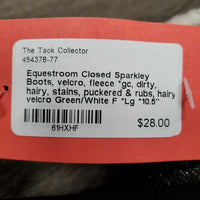 The Tack Collector
454378-77
Equestroom Closed Sparkley
Boots, velcro, fleece *gc, dirty,
hairy, stains, puckered & rubs, hairy
velcro Green/White F *Lg *10.5"
61HXHF
$28.00